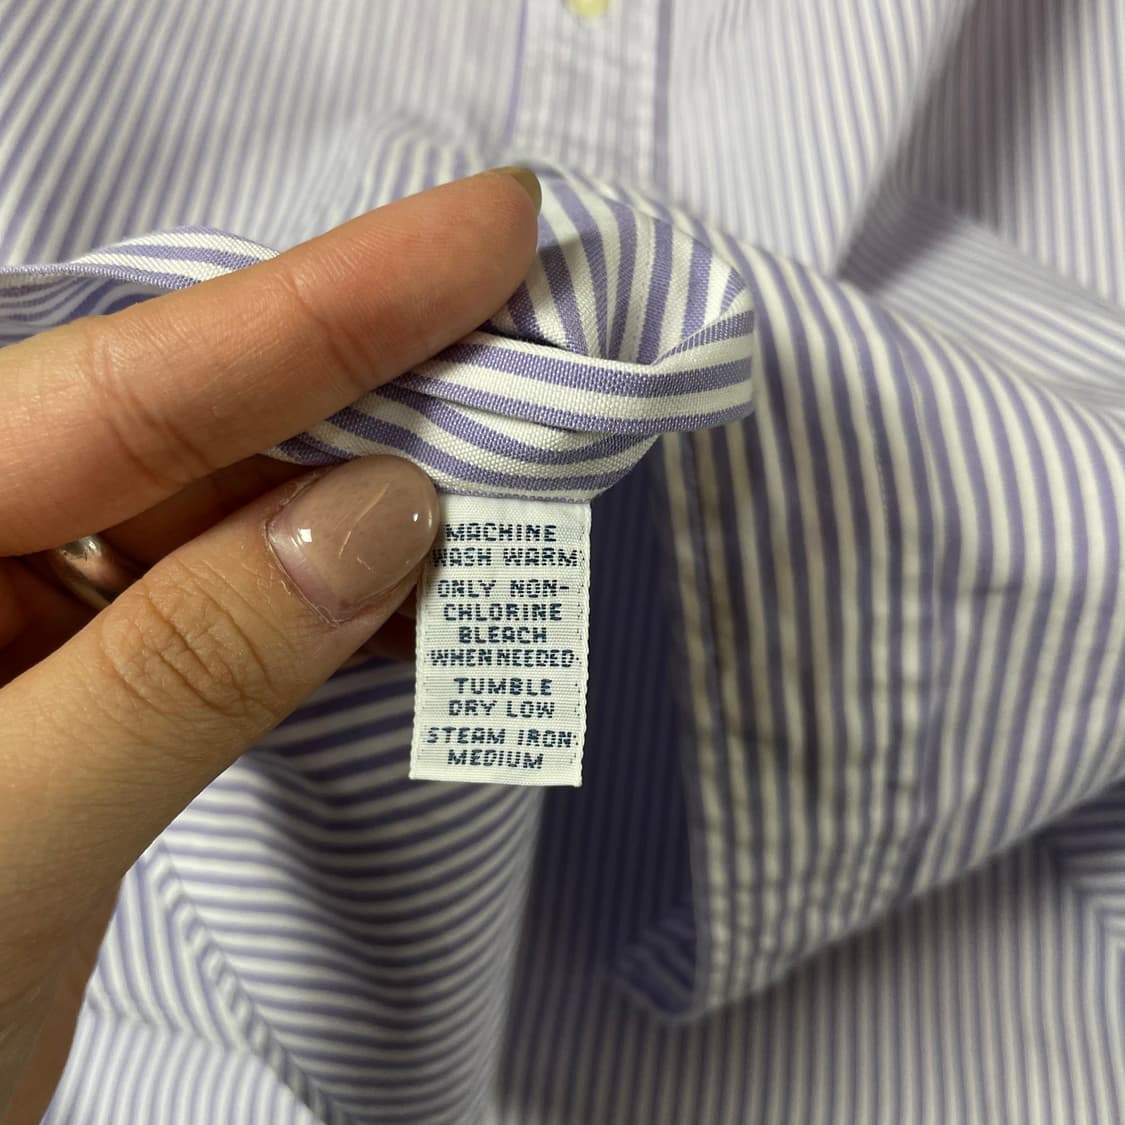 MACHINE
WASH WARM
ONLY NON-
CHLORINE
BLEACH
WHEN NEEDED
TUMBLE
DRY LOW
STEAM IRON
MEDIUM